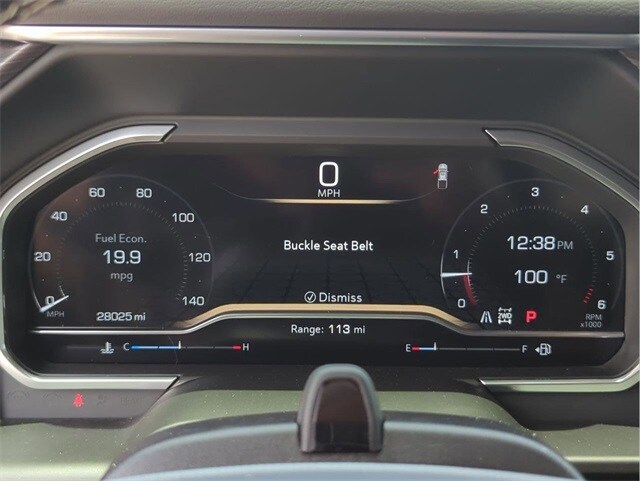 0
MPH
0
20
40
60
80
100
120
140
MPH
Fuel Econ.
19.9
mpg
28025 mi
Buckle Seat Belt
Dismiss
Range: 113 mi
0
1
2
3
4
5
6
12:38 PM
100 °F
2WD
P
RPM
x1000
C H
E F